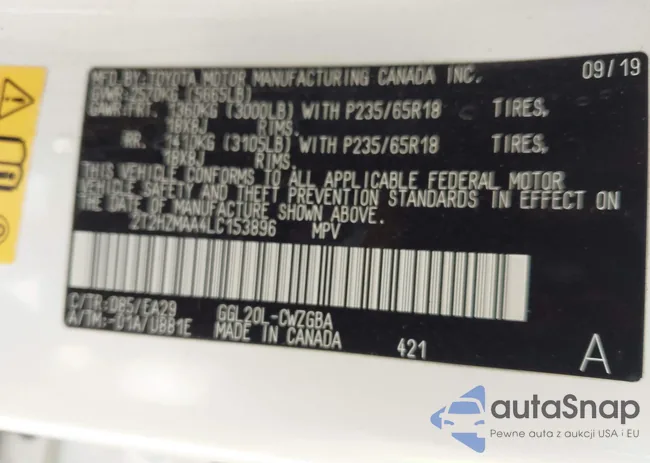 MFD.BY: TOYOTA MOTOR MANUFACTURING CANADA INC. 09/19
GVWR:2570KG (5665LB)
GAWR:FRT. 1360KG (3000LB) WITH P235/65R18 TIRES,
18X8J RIMS.
RR. 1410KG (3105LB) WITH P235/65R18 TIRES,
18X8J RIMS.
THIS VEHICLE CONFORMS TO ALL APPLICABLE FEDERAL MOTOR
VEHICLE SAFETY AND THEFT PREVENTION STANDARDS IN EFFECT ON
THE DATE OF MANUFACTURE SHOWN ABOVE.
2T2HZMAA4LC153896 MPV
C/TR:085/EA29 GGL20L-CWZGBA
A/TM:-01A/UBB1E MADE IN CANADA 421 A
autaSnap
Pewne auta z aukcji USA i EU